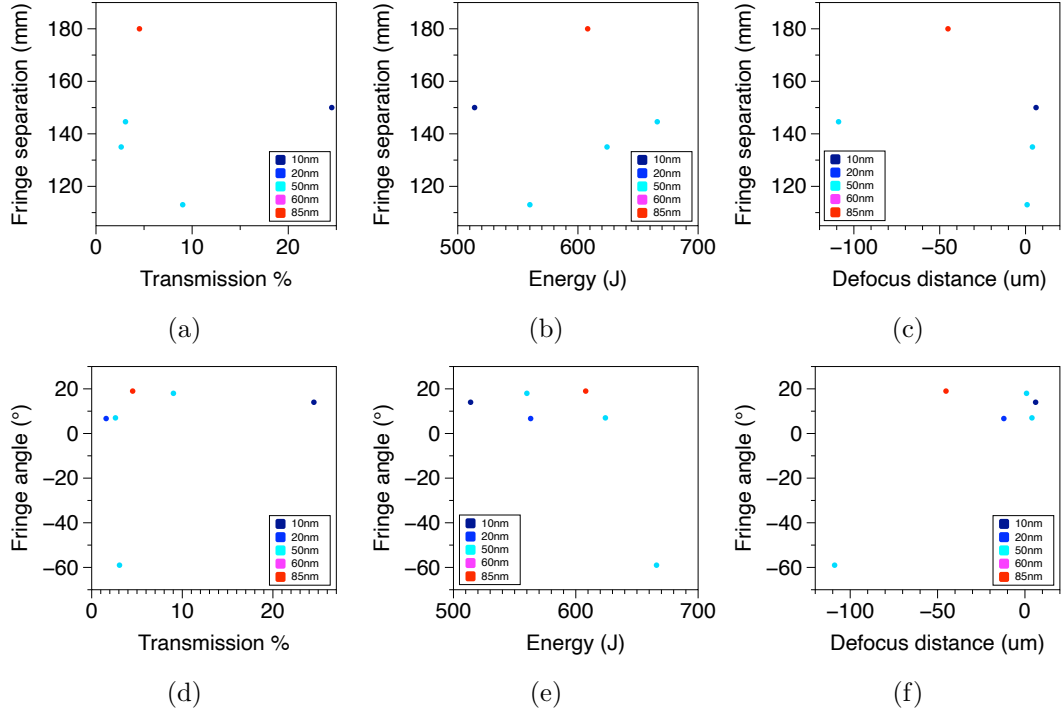 Fringe separation (mm)
180
160
140
120
0
10
20
Transmission %
10nm
20nm
50nm
60nm
85nm
(a)
Fringe separation (mm)
180
160
140
120
500
600
700
Energy (J)
10nm
20nm
50nm
60nm
85nm
(b)
Fringe separation (mm)
180
160
140
120
−100
−50
0
Defocus distance (um)
10nm
20nm
50nm
60nm
85nm
(c)
Fringe angle (°)
20
0
−20
−40
−60
0
10
20
Transmission %
10nm
20nm
50nm
60nm
85nm
(d)
Fringe angle (°)
20
0
−20
−40
−60
500
600
700
Energy (J)
10nm
20nm
50nm
60nm
85nm
(e)
Fringe angle (°)
20
0
−20
−40
−60
−100
−50
0
Defocus distance (um)
10nm
20nm
50nm
60nm
85nm
(f)